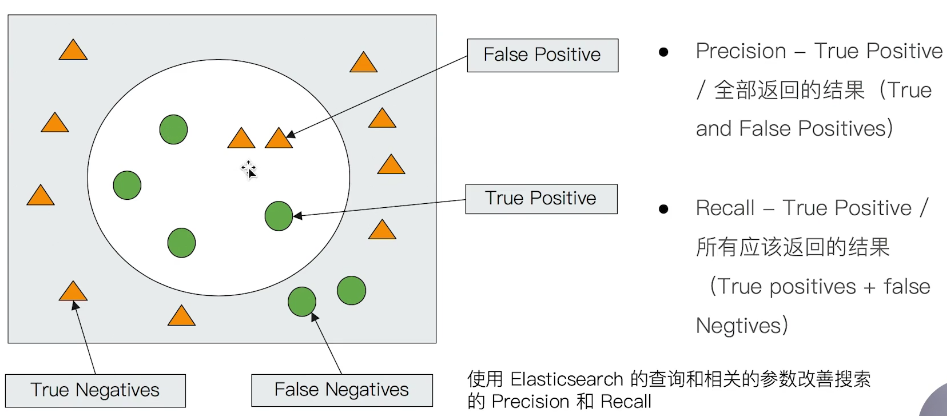 False Positive
True Positive
True Negatives
False Negatives
● Precision – True Positive
/ 全部返回的结果（True
and False Positives）
● Recall – True Positive /
所有应该返回的结果
（True positives + false
Negtives）
使用 Elasticsearch 的查询和相关的参数改善搜索
的 Precision 和 Recall